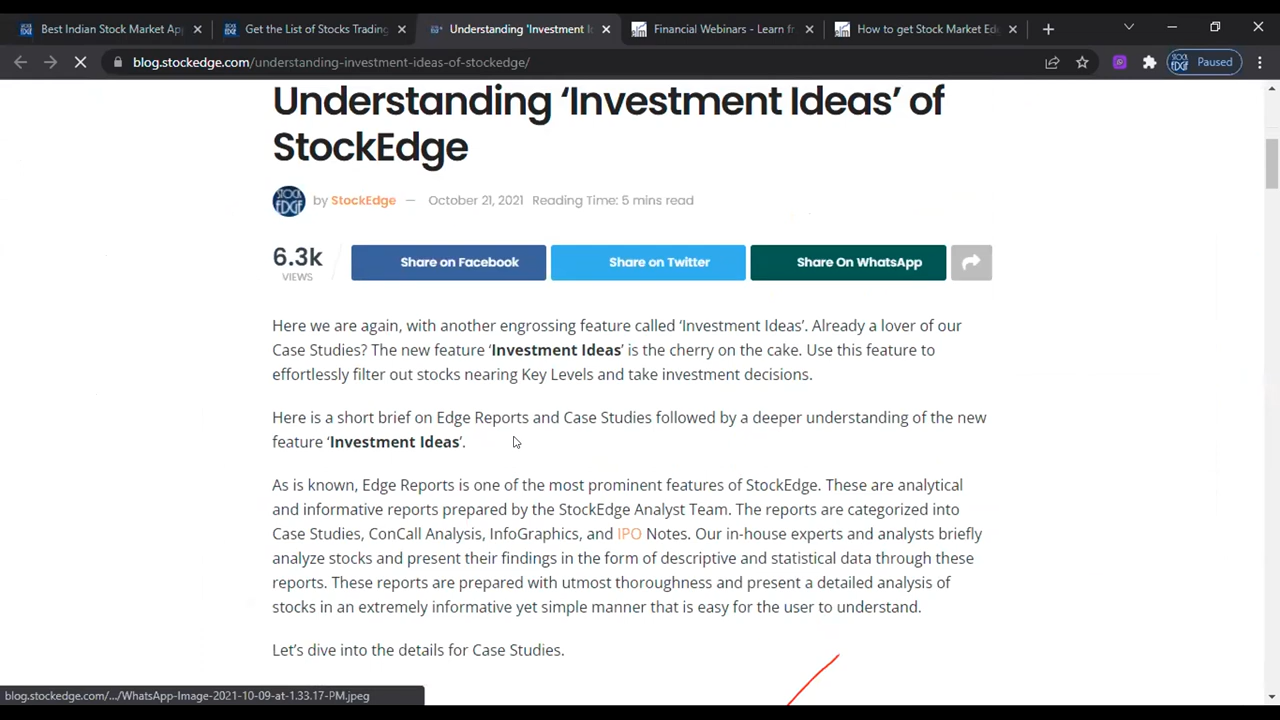 Best Indian Stock Market Ap
Get the List of Stocks Trading
Understanding 'Investment I
Financial Webinars - Learn f
How to get Stock Market Ed
blog.stockedge.com/understanding-investment-ideas-of-stockedge/
Paused
Understanding ‘Investment Ideas’ of
StockEdge
STOCK EDGE
by StockEdge — October 21, 2021 Reading Time: 5 mins read
6.3k
VIEWS
Share on Facebook
Share on Twitter
Share On WhatsApp
Here we are again, with another engrossing feature called ‘Investment Ideas’. Already a lover of our
Case Studies? The new feature ‘Investment Ideas’ is the cherry on the cake. Use this feature to
effortlessly filter out stocks nearing Key Levels and take investment decisions.
Here is a short brief on Edge Reports and Case Studies followed by a deeper understanding of the new
feature ‘Investment Ideas’.
As is known, Edge Reports is one of the most prominent features of StockEdge. These are analytical
and informative reports prepared by the StockEdge Analyst Team. The reports are categorized into
Case Studies, ConCall Analysis, InfoGraphics, and IPO Notes. Our in-house experts and analysts briefly
analyze stocks and present their findings in the form of descriptive and statistical data through these
reports. These reports are prepared with utmost thoroughness and present a detailed analysis of
stocks in an extremely informative yet simple manner that is easy for the user to understand.
Let’s dive into the details for Case Studies.
blog.stockedge.com/.../WhatsApp-Image-2021-10-09-at-1.33.17-PM.jpeg